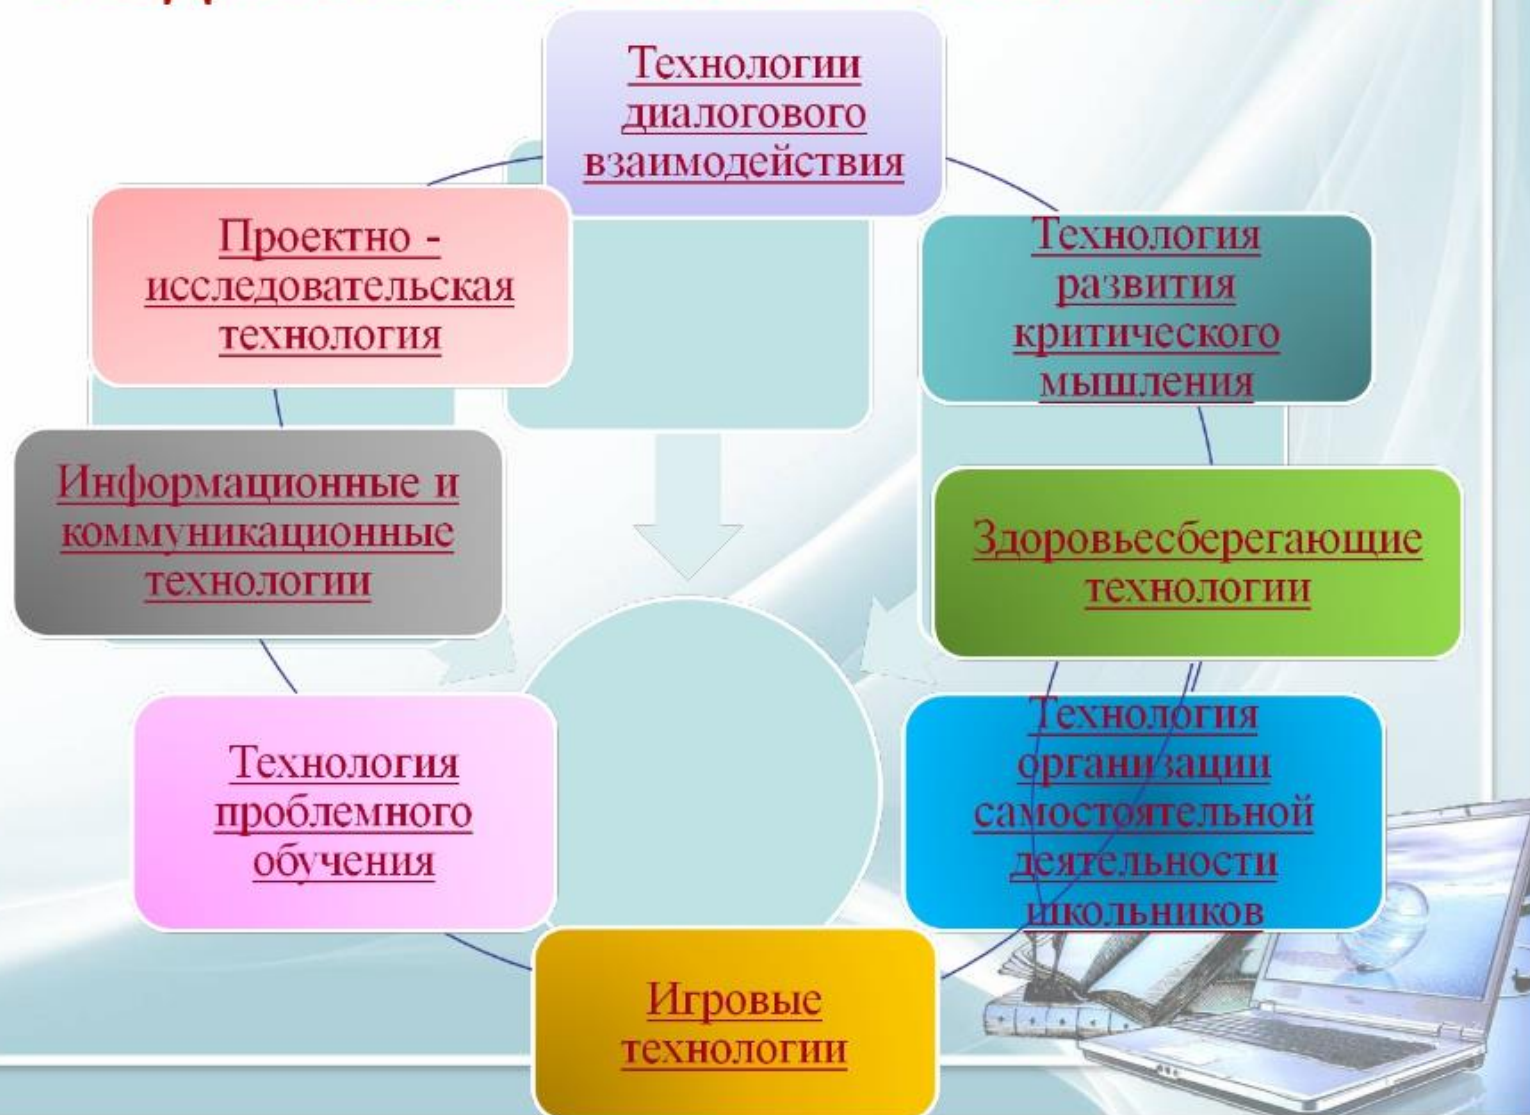 Технологии
диалогового
взаимодействия
Проектно -
исследовательская
технология
Технология
развития
критического
мышления
Информационные и
коммуникационные
технологии
Здоровьесберегающие
технологии
Технология
проблемного
обучения
Технология
организации
самостоятельной
деятельности
школьников
Игровые
технологии